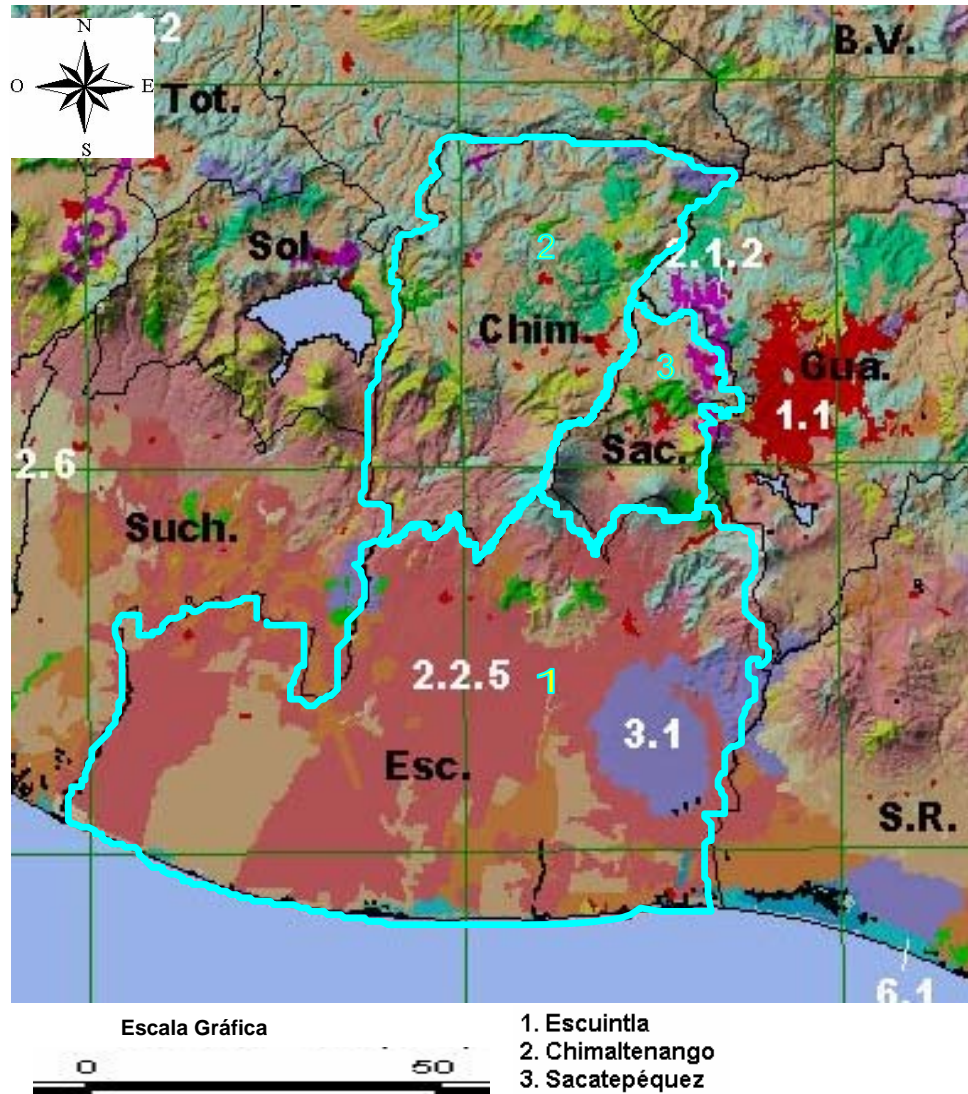 N
O E
S
.2
Tot.
B.V.
2
Sol.
2.1.2
Chim.
3
Gua.
1.1
Sac.
2.6
Such.
2.2.5 1
3.1
Esc.
S.R.
6.1
Escala Gráfica
0 50
1. Escuintla
2. Chimaltenango
3. Sacatepéquez